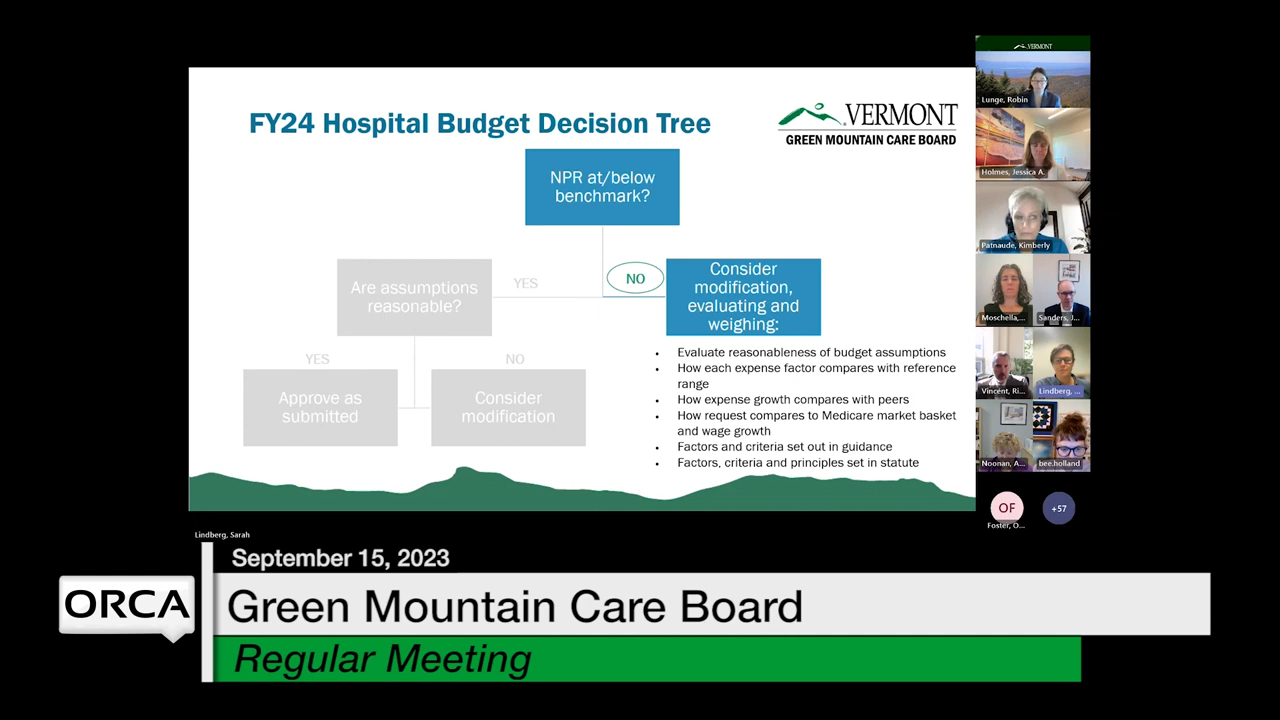 VERMONT
Lunge, Robin
Holmes, Jessica A.
Patnaude, Kimberly
Moschella,... Sanders, J...
Vincent, Ri... Lindberg, ...
Noonan, A... bee.holland
OF +57
Foster, O...
FY24 Hospital Budget Decision Tree
VERMONT
GREEN MOUNTAIN CARE BOARD
NPR at/below
benchmark?
Are assumptions
reasonable?
YES
NO
Consider
modification,
evaluating and
weighing:
YES
NO
Approve as
submitted
Consider
modification
• Evaluate reasonableness of budget assumptions
• How each expense factor compares with reference
range
• How expense growth compares with peers
• How request compares to Medicare market basket
and wage growth
• Factors and criteria set out in guidance
• Factors, criteria and principles set in statute
Lindberg, Sarah
September 15, 2023
ORCA
Green Mountain Care Board
Regular Meeting